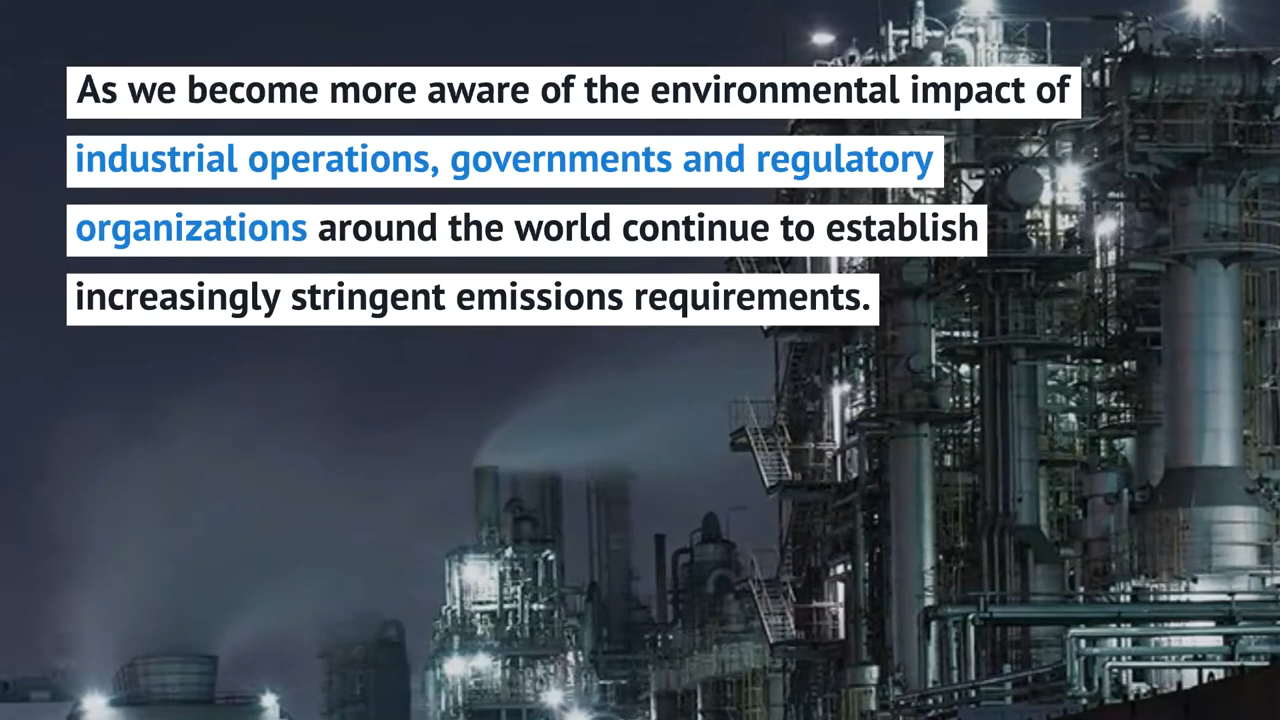 As we become more aware of the environmental impact of
industrial operations, governments and regulatory
organizations around the world continue to establish
increasingly stringent emissions requirements.